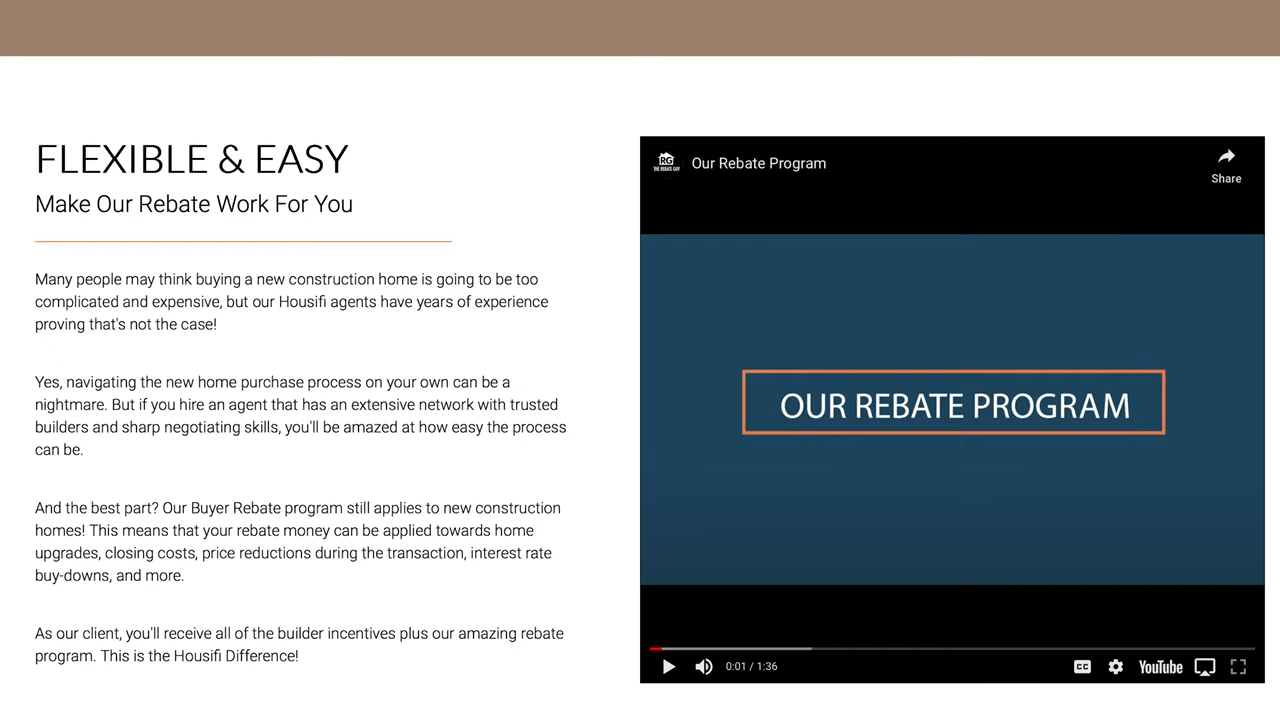 FLEXIBLE & EASY
Make Our Rebate Work For You
Many people may think buying a new construction home is going to be too
complicated and expensive, but our Housifi agents have years of experience
proving that's not the case!
Yes, navigating the new home purchase process on your own can be a
nightmare. But if you hire an agent that has an extensive network with trusted
builders and sharp negotiating skills, you'll be amazed at how easy the process
can be.
And the best part? Our Buyer Rebate program still applies to new construction
homes! This means that your rebate money can be applied towards home
upgrades, closing costs, price reductions during the transaction, interest rate
buy-downs, and more.
As our client, you'll receive all of the builder incentives plus our amazing rebate
program. This is the Housifi Difference!
RG
THE REBATE GUY
Our Rebate Program
Share
OUR REBATE PROGRAM
0:01 / 1:36
CC
YouTube